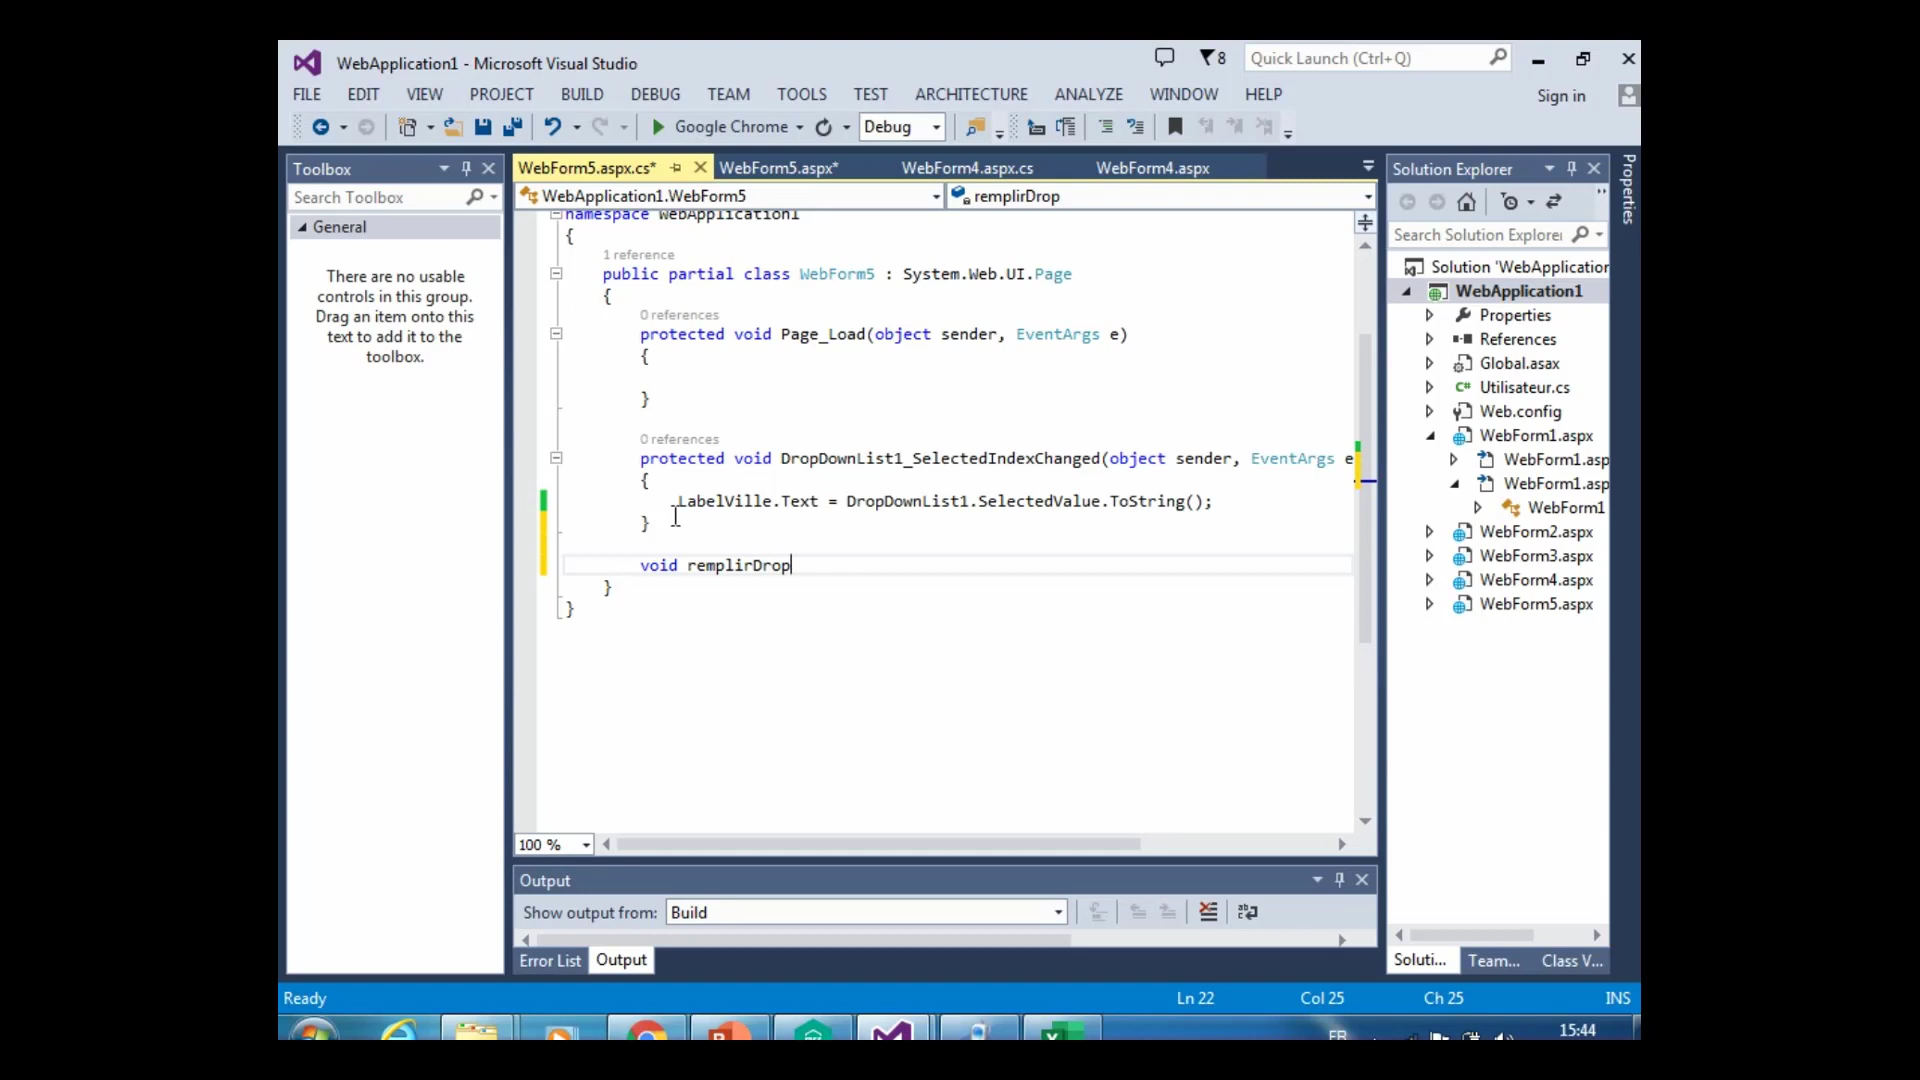 WebApplication1 - Microsoft Visual Studio
8
Quick Launch (Ctrl+Q)
FILE EDIT VIEW PROJECT BUILD DEBUG TEAM TOOLS TEST ARCHITECTURE ANALYZE WINDOW HELP
Sign in
Google Chrome
Debug
Toolbox
Search Toolbox
General
There are no usable
controls in this group.
Drag an item onto this
text to add it to the
toolbox.
WebForm5.aspx.cs* WebForm5.aspx* WebForm4.aspx.cs WebForm4.aspx
WebApplication1.WebForm5
remplirDrop
namespace WebApplication1
{
1 reference
public partial class WebForm5 : System.Web.UI.Page
{
0 references
protected void Page_Load(object sender, EventArgs e)
{
}
0 references
protected void DropDownList1_SelectedIndexChanged(object sender, EventArgs e
{
LabelVille.Text = DropDownList1.SelectedValue.ToString();
}
void remplirDrop
}
}
100 %
Output
Show output from: Build
Error List Output
Solution Explorer
Search Solution Explorer
Solution 'WebApplication
WebApplication1
Properties
References
Global.asax
C# Utilisateur.cs
Web.config
WebForm1.aspx
WebForm1.asp
WebForm1.asp
WebForm1
WebForm2.aspx
WebForm3.aspx
WebForm4.aspx
WebForm5.aspx
Soluti... Team... Class V...
Properties
Ready
Ln 22 Col 25 Ch 25 INS
FR
15:44